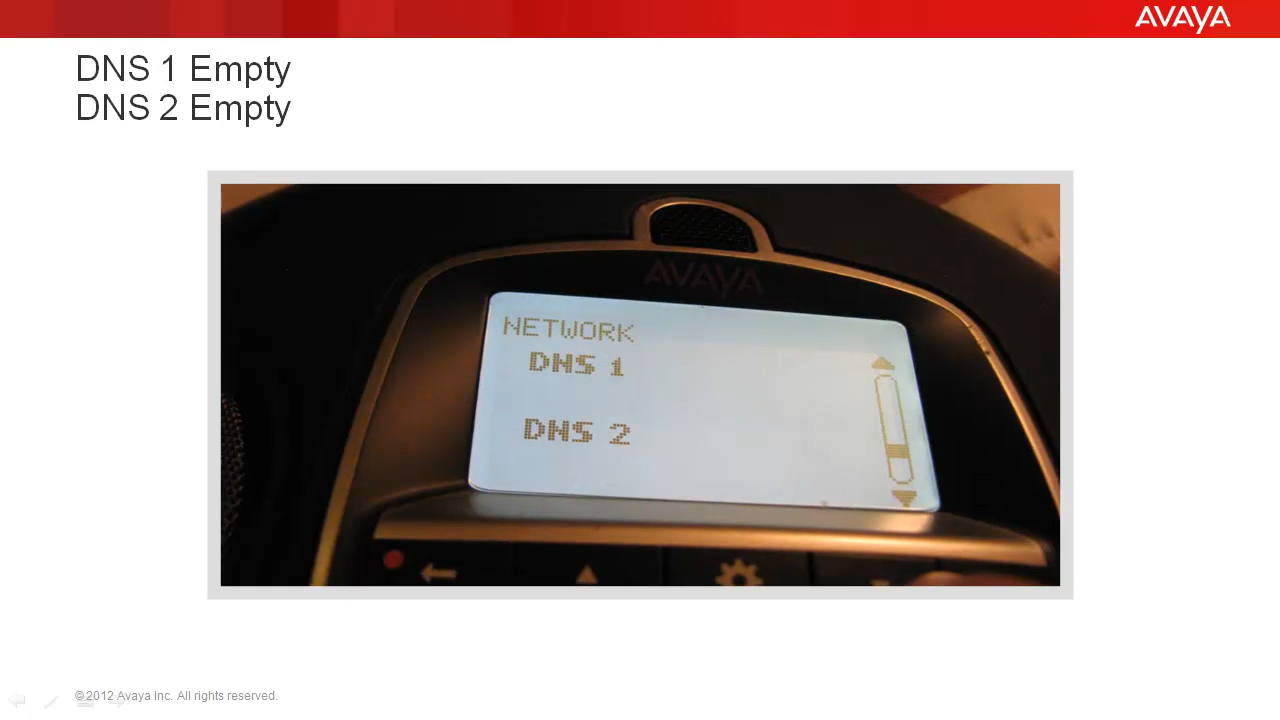 AVAYA
DNS 1 Empty
DNS 2 Empty
AVAYA
NETWORK
DNS 1
DNS 2
©2012 Avaya Inc. All rights reserved.